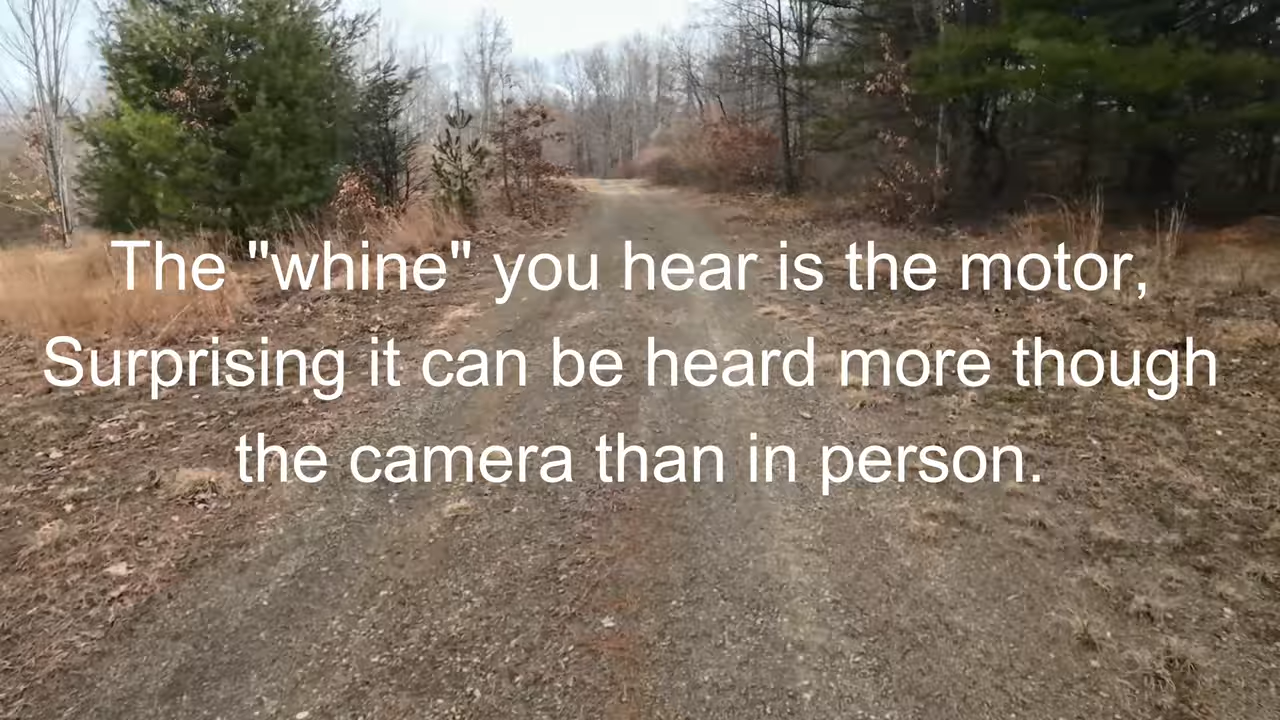 The "whine" you hear is the motor,
Surprising it can be heard more though
the camera than in person.